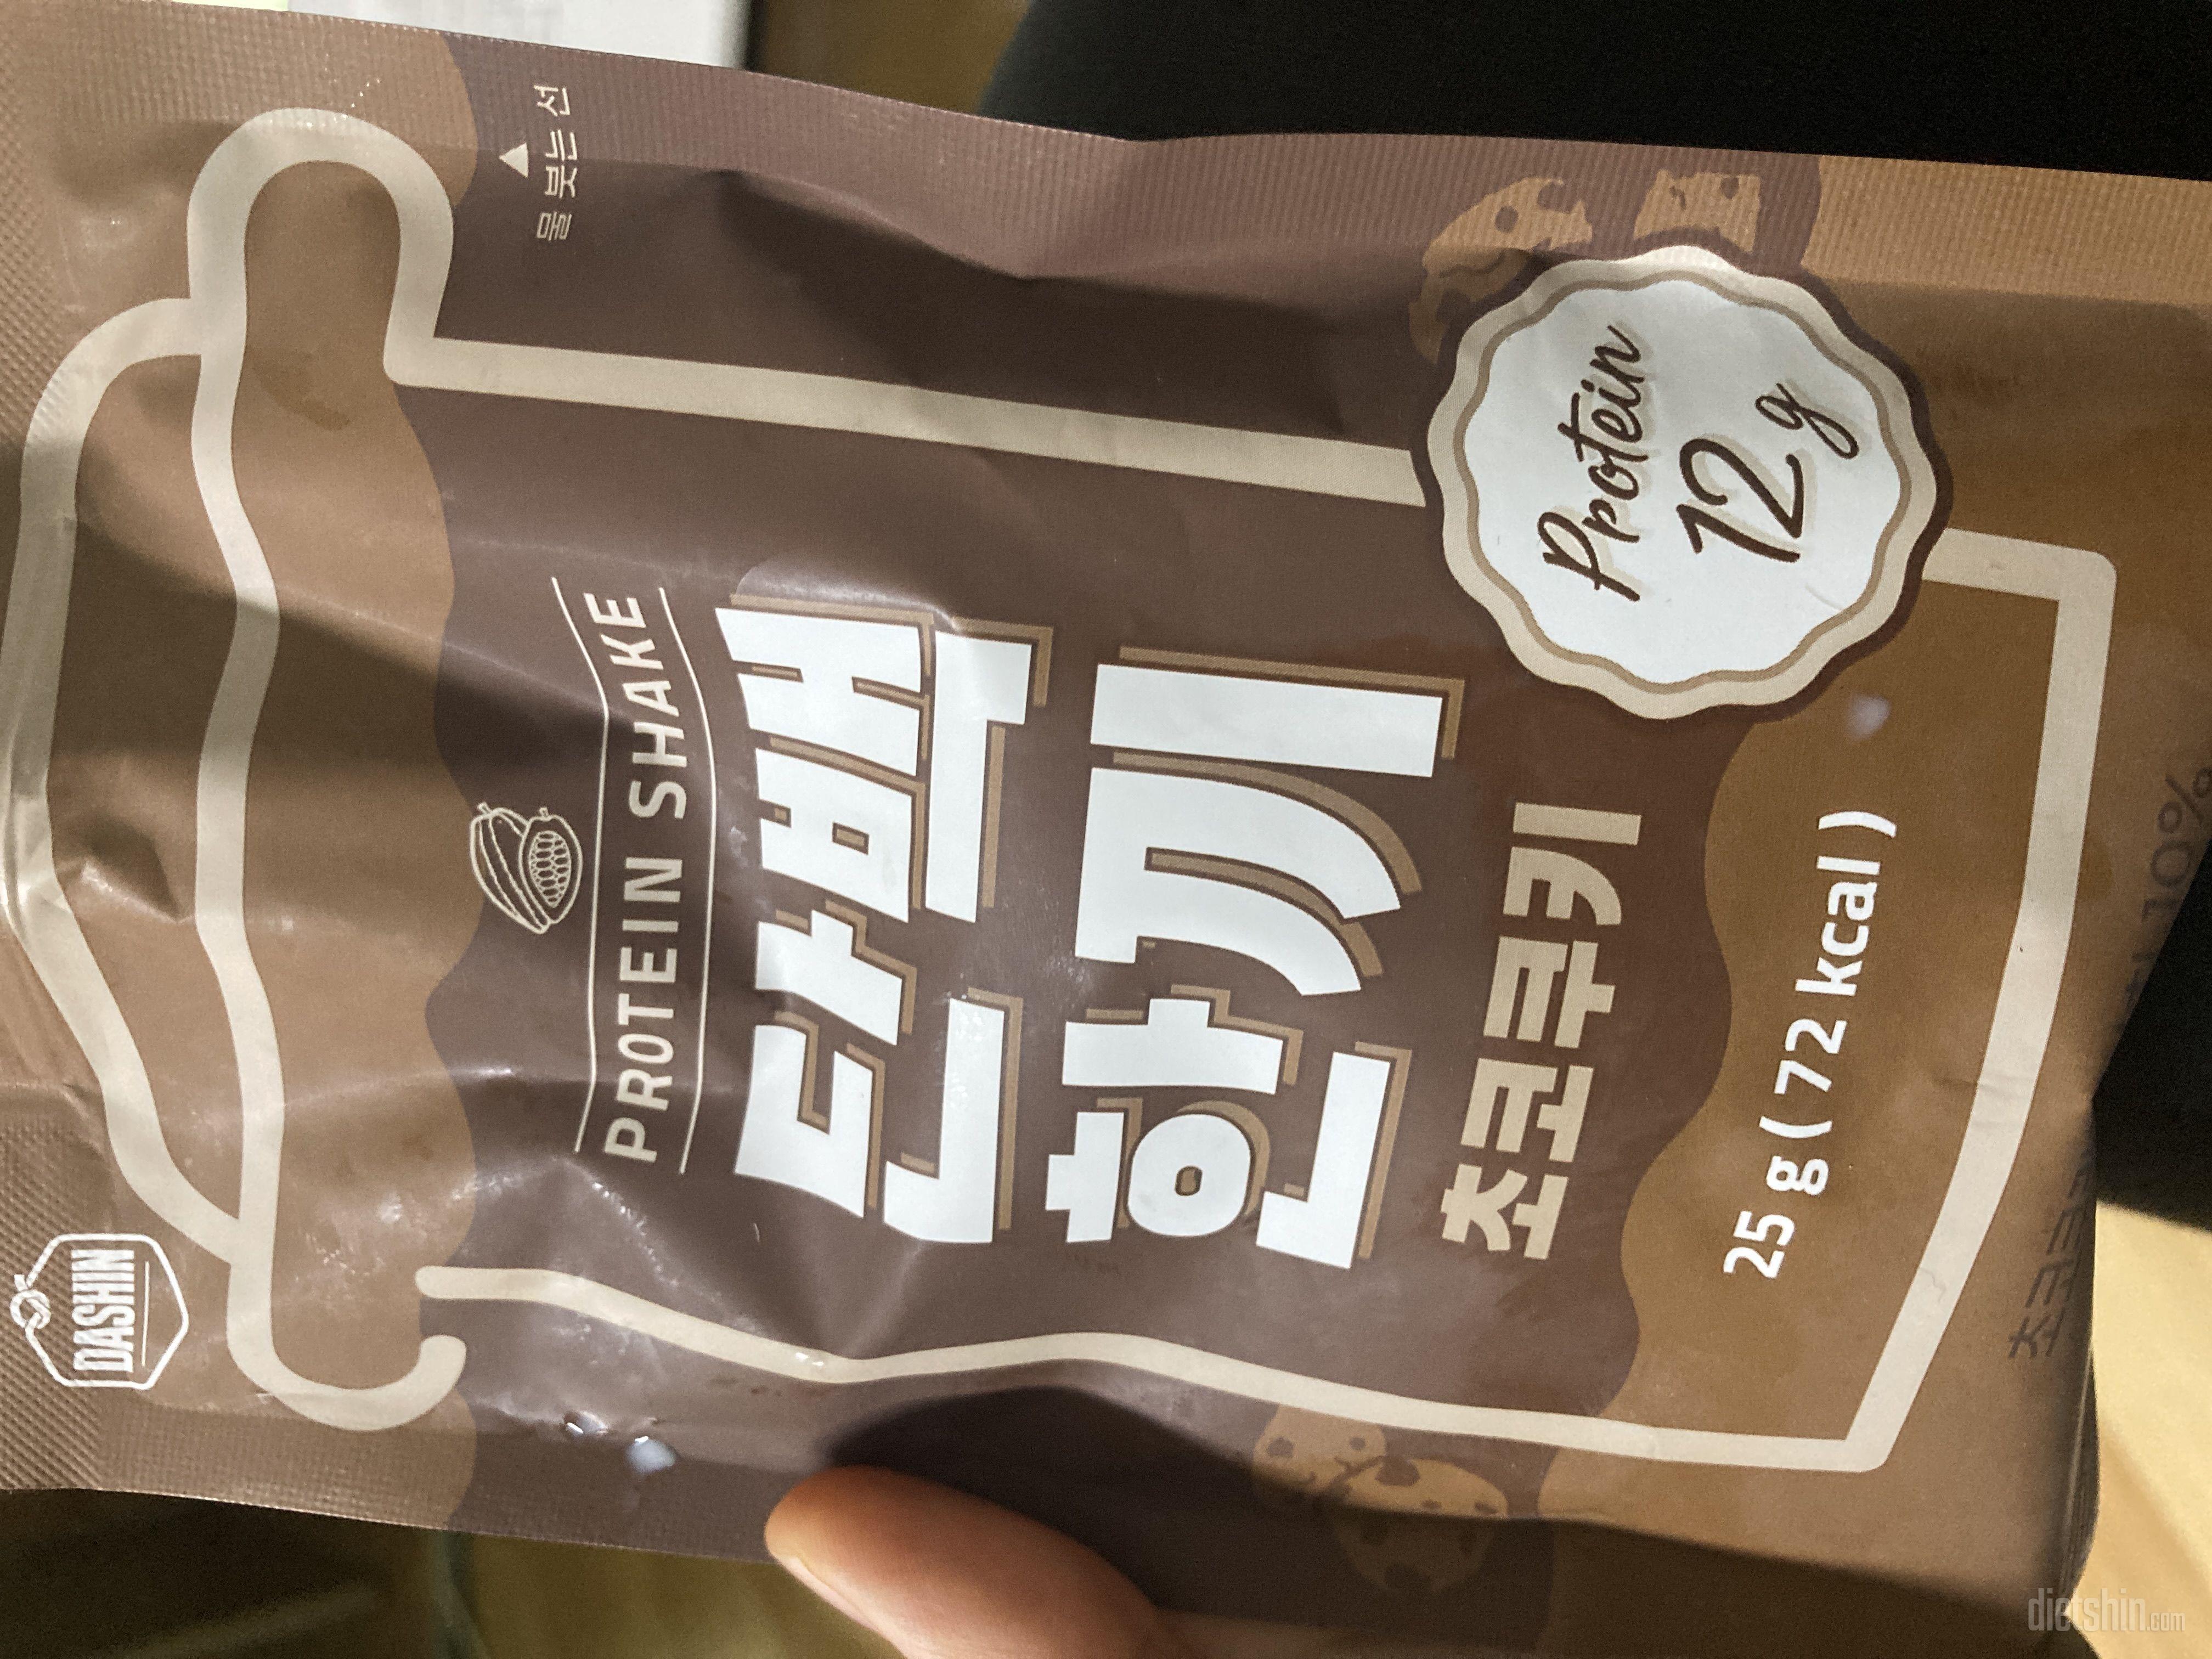 DASHIN
물 붓는 선
PROTEIN SHAKE
단백
한끼
초코쿠키
Protein
12g
25 g ( 72 kcal )
10%
dietshin.com